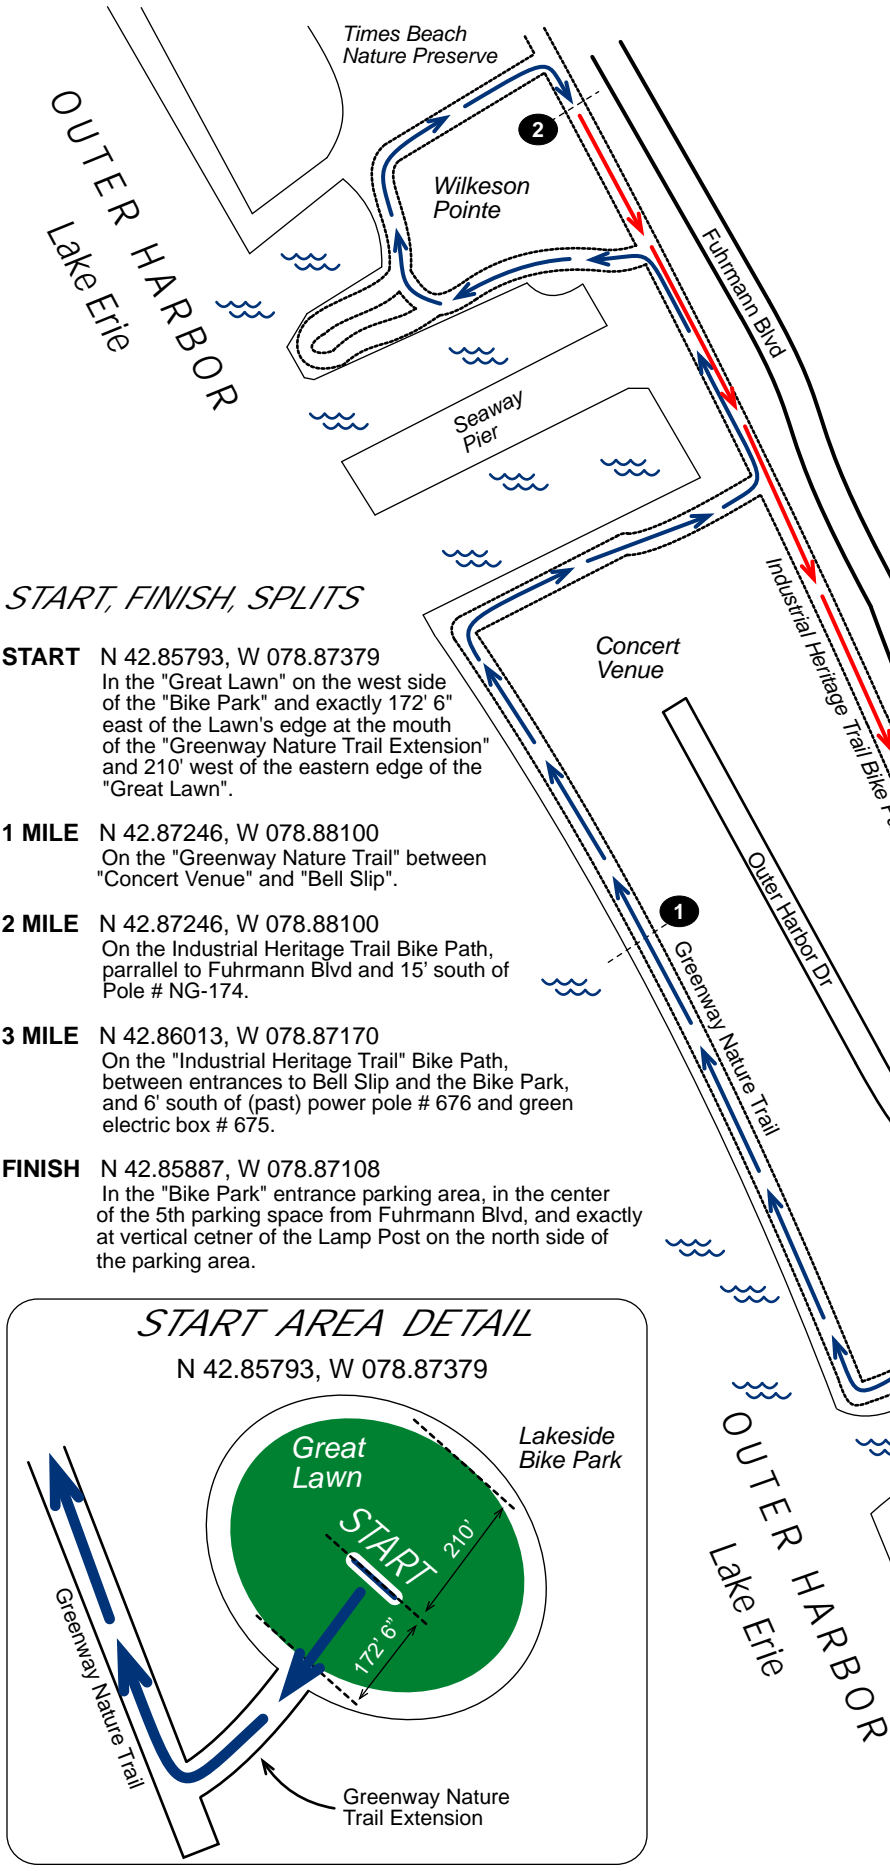 Times Beach
Nature Preserve
OUTER HARBOR
Lake Erie
2
Wilkeson
Pointe
Fuhrmann Blvd
Seaway
Pier
Industrial Heritage Trail Bike
START, FINISH, SPLITS
Concert
Venue
START N 42.85793, W 078.87379
In the "Great Lawn" on the west side
of the "Bike Park" and exactly 172' 6"
east of the Lawn's edge at the mouth
of the "Greenway Nature Trail Extension"
and 210' west of the eastern edge of the
"Great Lawn".
1 MILE N 42.87246, W 078.88100
On the "Greenway Nature Trail" between
"Concert Venue" and "Bell Slip".
2 MILE N 42.87246, W 078.88100
On the Industrial Heritage Trail Bike Path,
parrallel to Fuhrmann Blvd and 15’ south of
Pole # NG-174.
3 MILE N 42.86013, W 078.87170
On the "Industrial Heritage Trail" Bike Path,
between entrances to Bell Slip and the Bike Park,
and 6' south of (past) power pole # 676 and green
electric box # 675.
FINISH N 42.85887, W 078.87108
In the "Bike Park" entrance parking area, in the center
of the 5th parking space from Fuhrmann Blvd, and exactly
at vertical cetner of the Lamp Post on the north side of
the parking area.
Outer Harbor Dr
1
Greenway Nature Trail
START AREA DETAIL
N 42.85793, W 078.87379
Great
Lawn
Lakeside
Bike Park
START
210'
172' 6"
Greenway Nature Trail
Greenway Nature
Trail Extension
OUTER HARBOR
Lake Erie